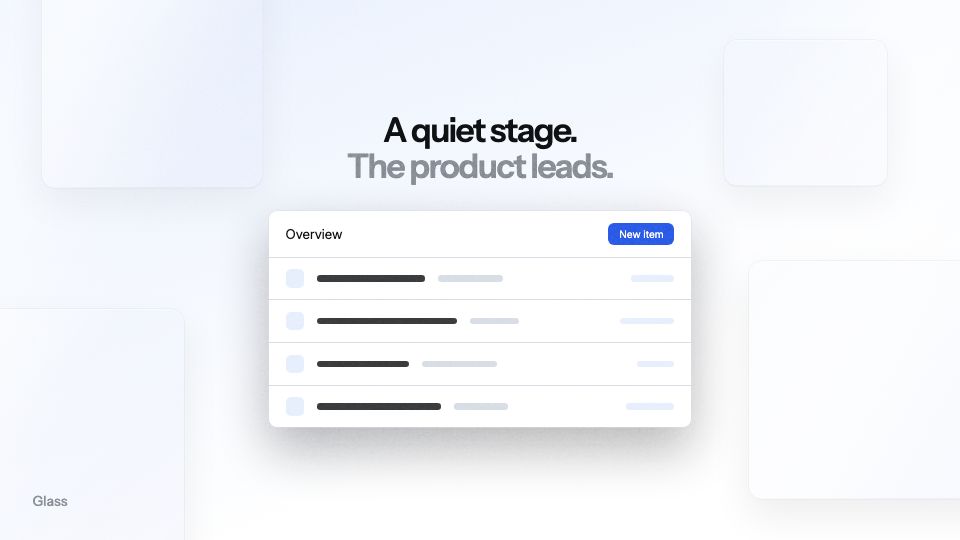 A quiet stage.
The product leads.
Overview
New Item
Glass